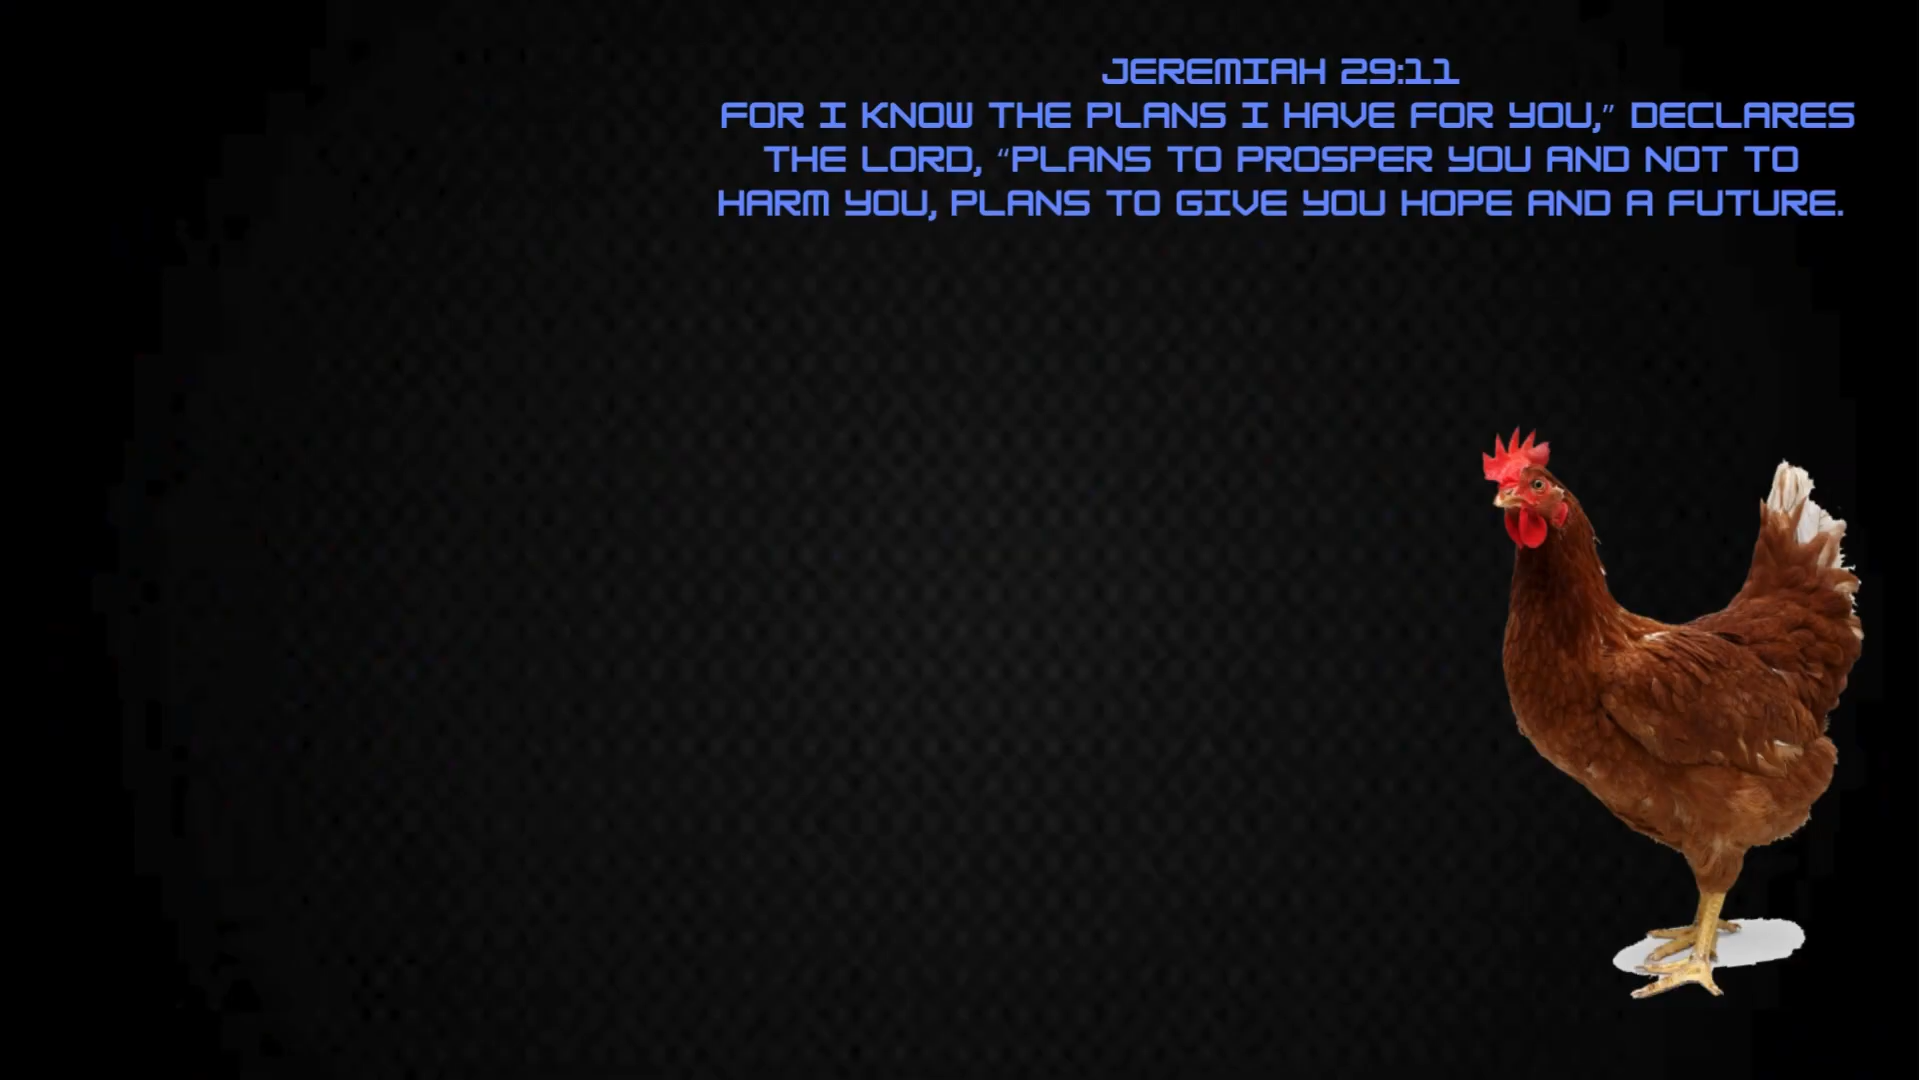 JEREMIAH 29:11
FOR I KNOW THE PLANS I HAVE FOR YOU,” DECLARES
THE LORD, “PLANS TO PROSPER YOU AND NOT TO
HARM YOU, PLANS TO GIVE YOU HOPE AND A FUTURE.